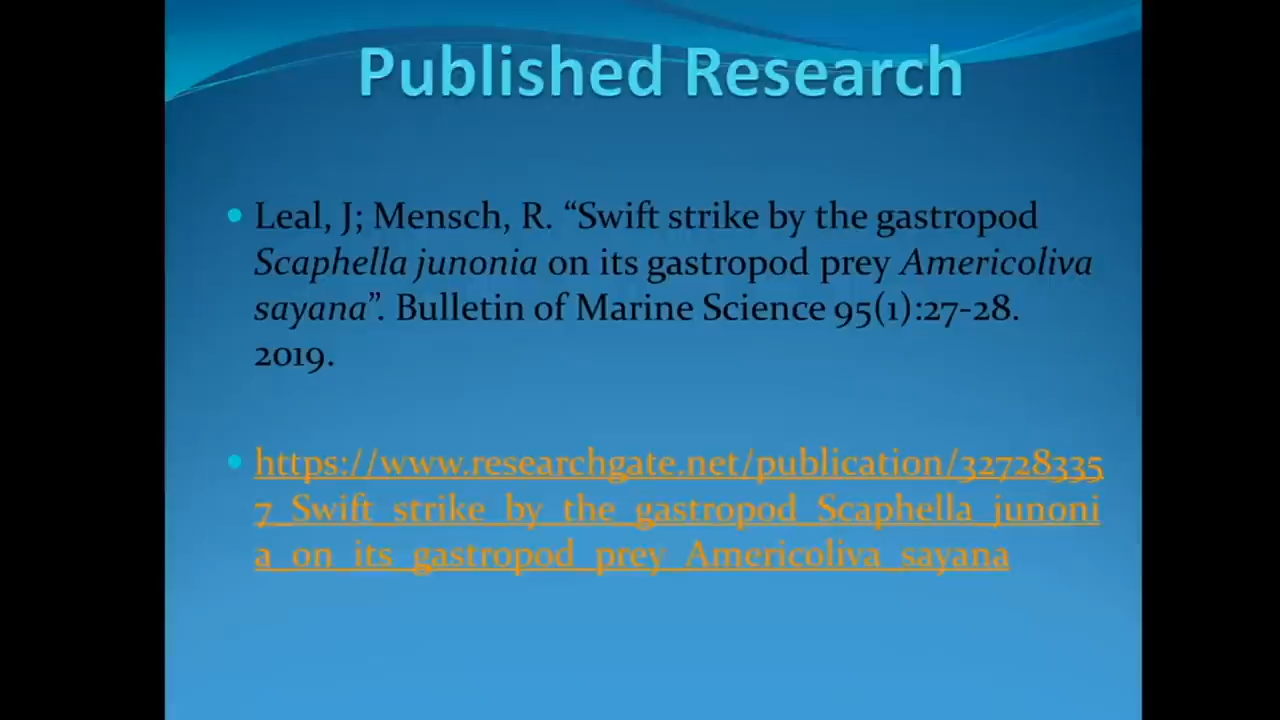 Published Research
• Leal, J; Mensch, R. “Swift strike by the gastropod
Scaphella junonia on its gastropod prey Americoliva
sayana”. Bulletin of Marine Science 95(1):27-28.
2019.
• https://www.researchgate.net/publication/32728335
7_Swift_strike_by_the_gastropod_Scaphella_junoni
a_on_its_gastropod_prey_Americoliva_sayana